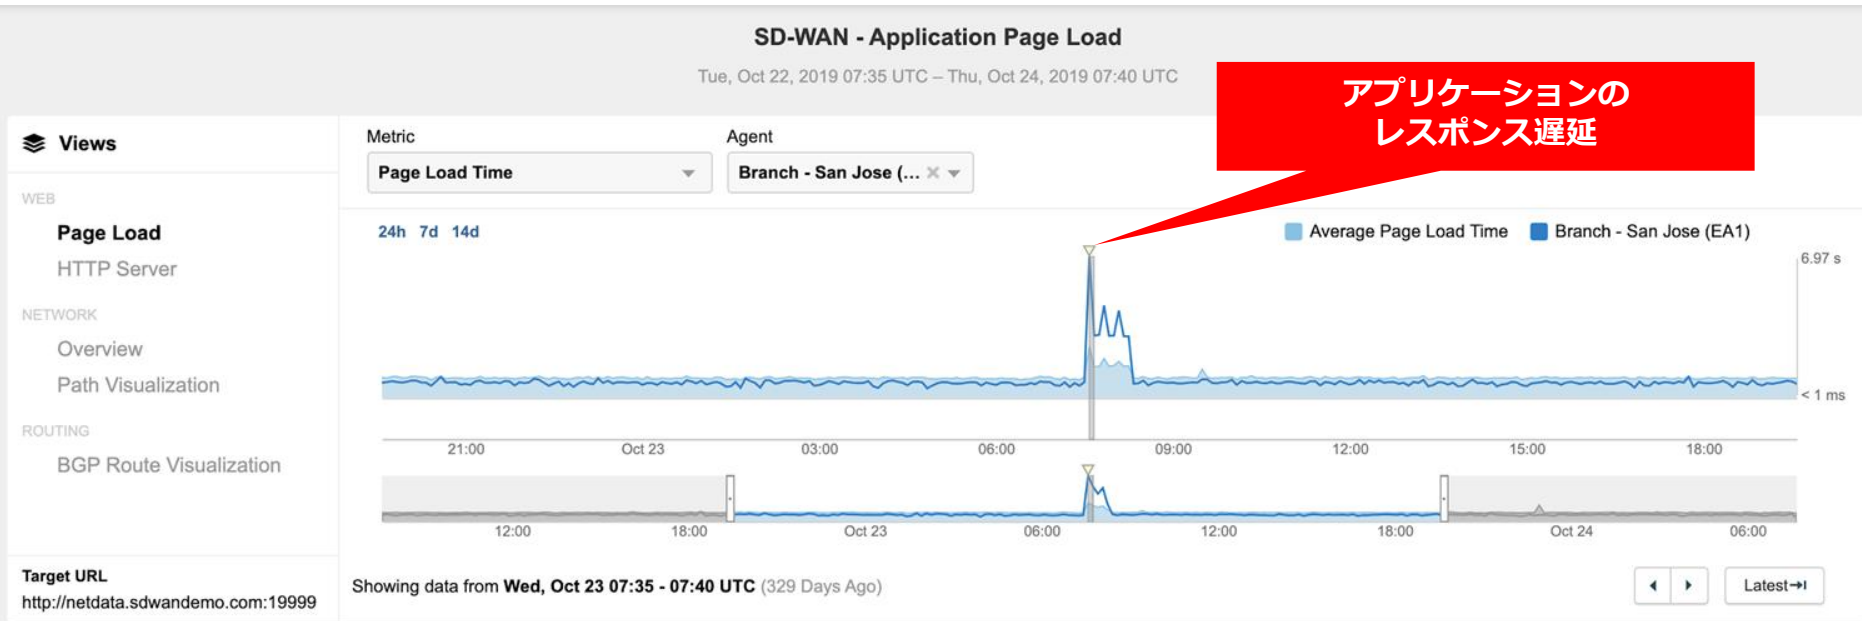 SD-WAN - Application Page Load
Tue, Oct 22, 2019 07:35 UTC – Thu, Oct 24, 2019 07:40 UTC
アプリケーションの
レスポンス遅延
Views
WEB
Page Load
HTTP Server
NETWORK
Overview
Path Visualization
ROUTING
BGP Route Visualization
Target URL
http://netdata.sdwandemo.com:19999
Metric
Page Load Time
Agent
Branch - San Jose (...
24h 7d 14d
Average Page Load Time
Branch - San Jose (EA1)
6.97 s
< 1 ms
21:00 Oct 23 03:00 06:00 09:00 12:00 15:00 18:00
12:00 18:00 Oct 23 06:00 12:00 18:00 Oct 24 06:00
Showing data from Wed, Oct 23 07:35 - 07:40 UTC (329 Days Ago)
Latest